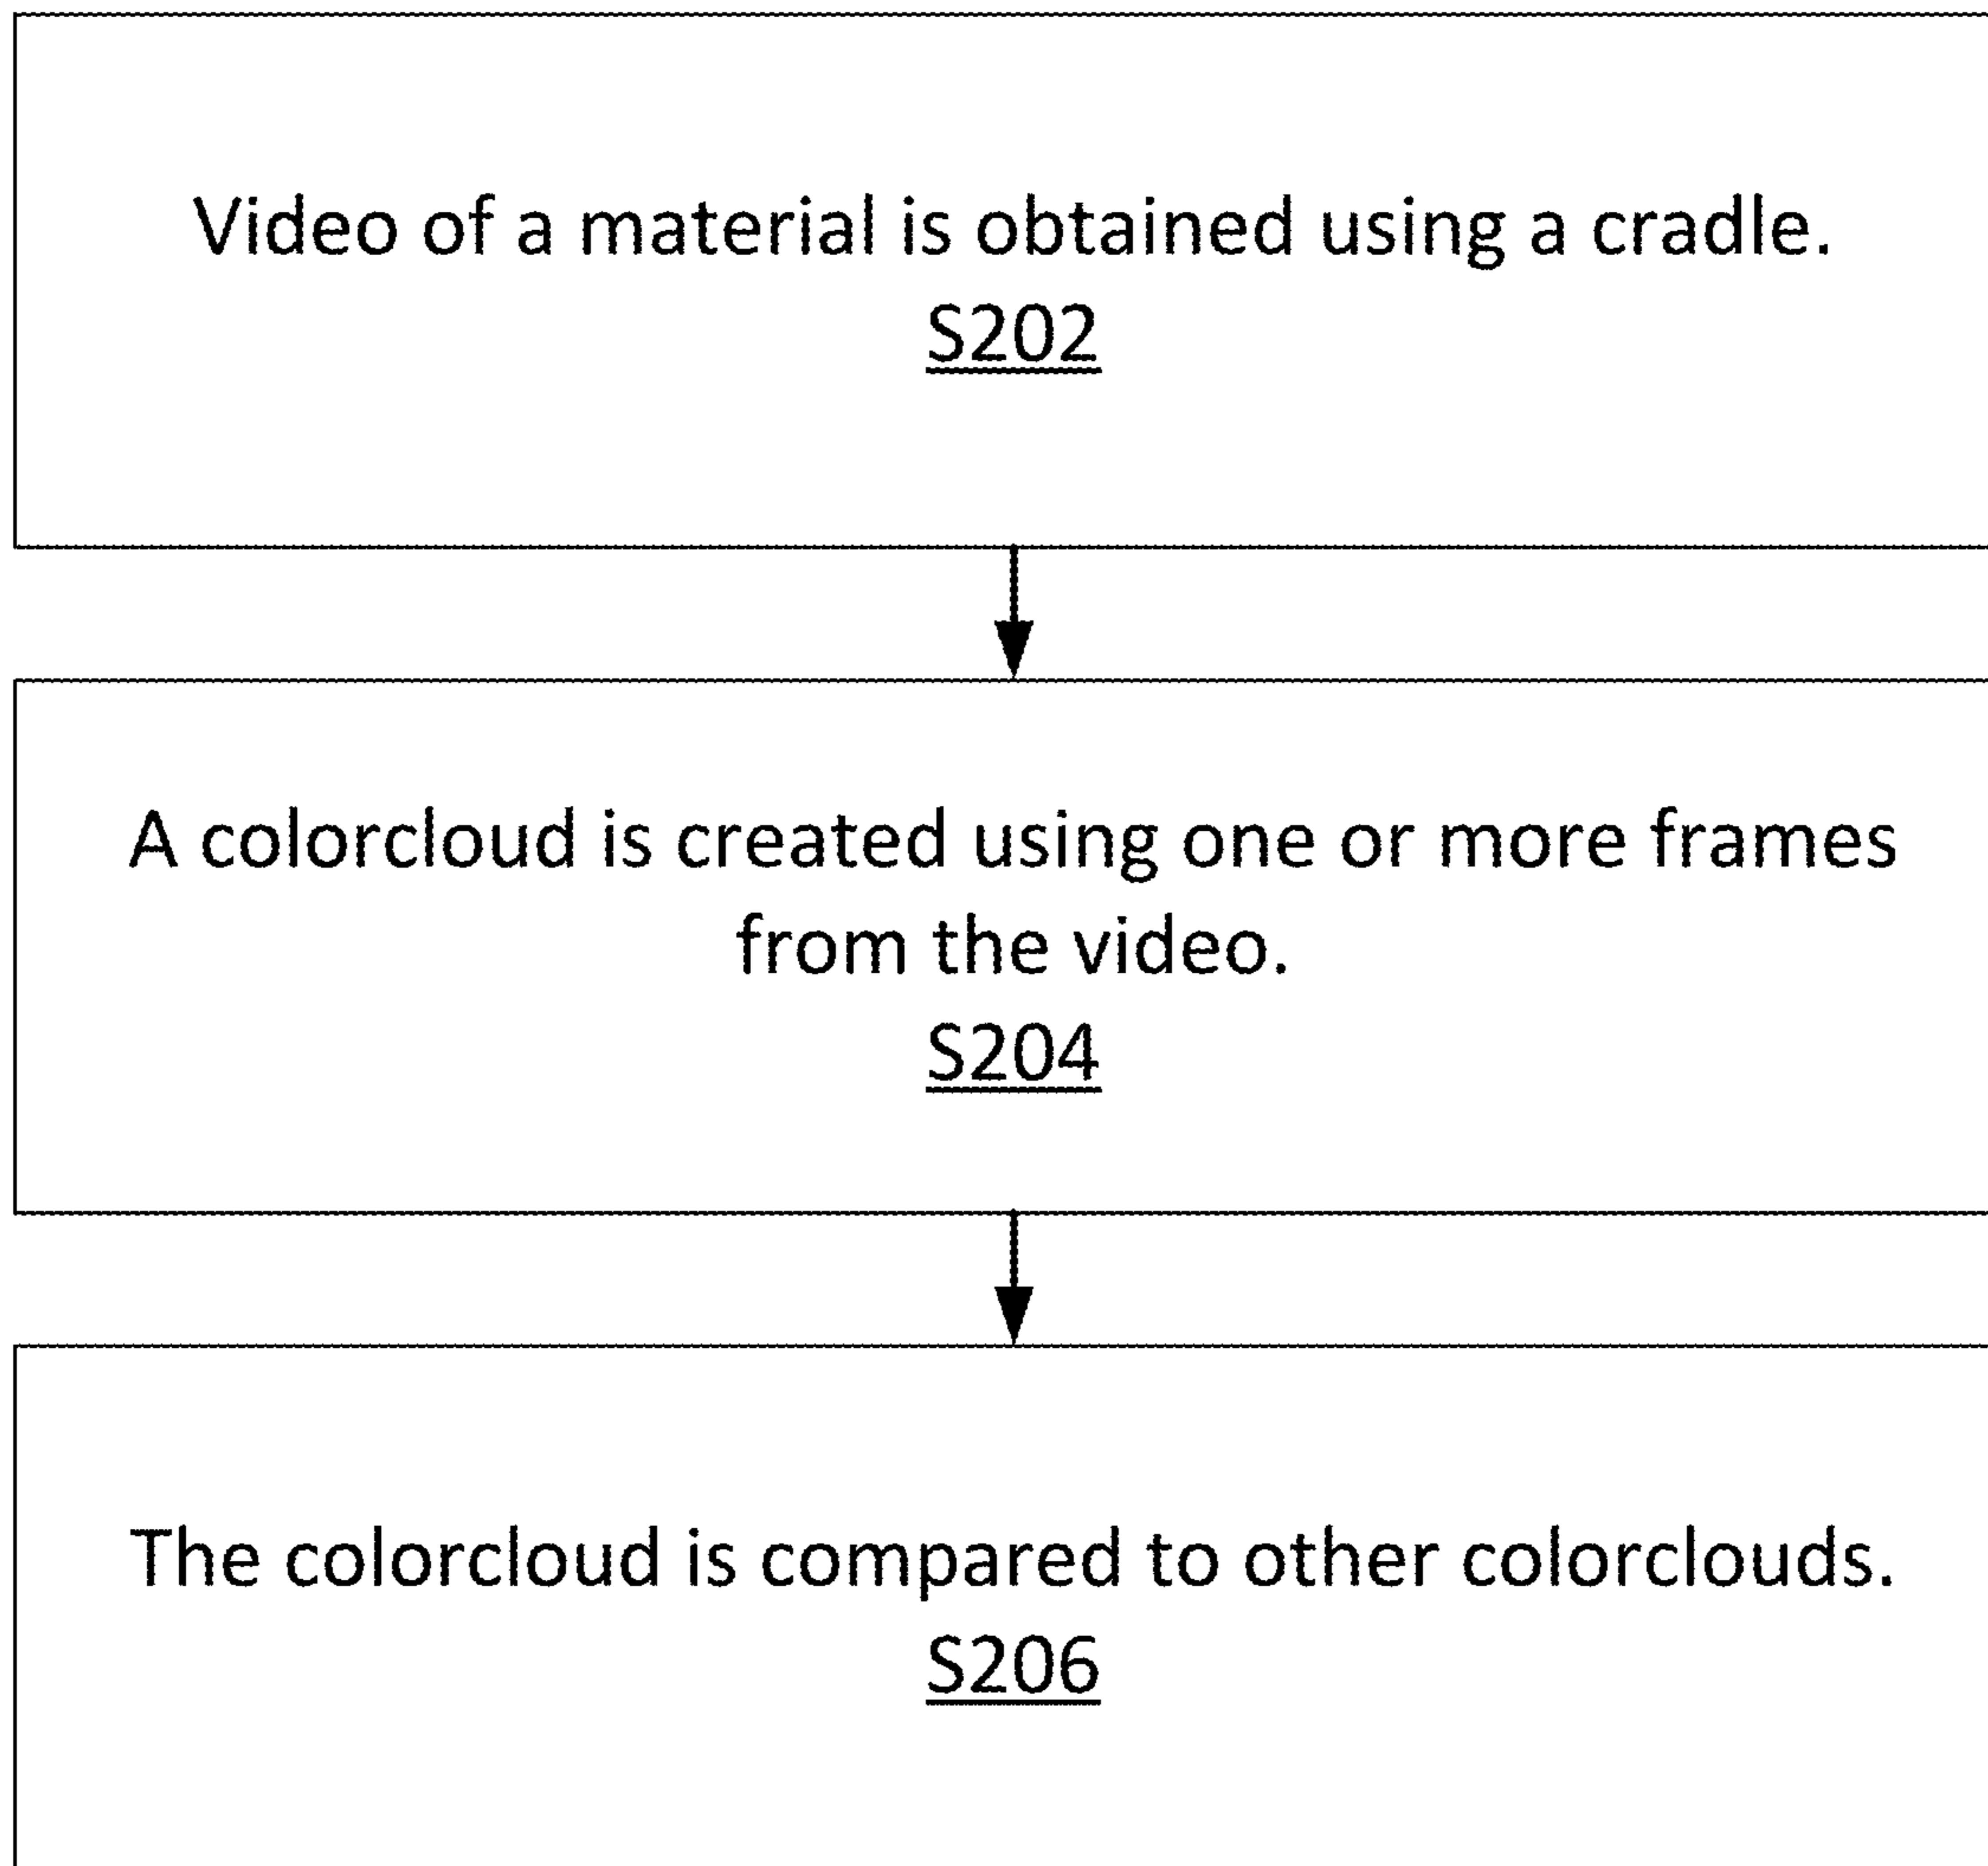 Video of a material is obtained using a cradle.
S202
A colorcloud is created using one or more frames
from the video.
S204
The colorcloud is compared to other colorclouds.
S206